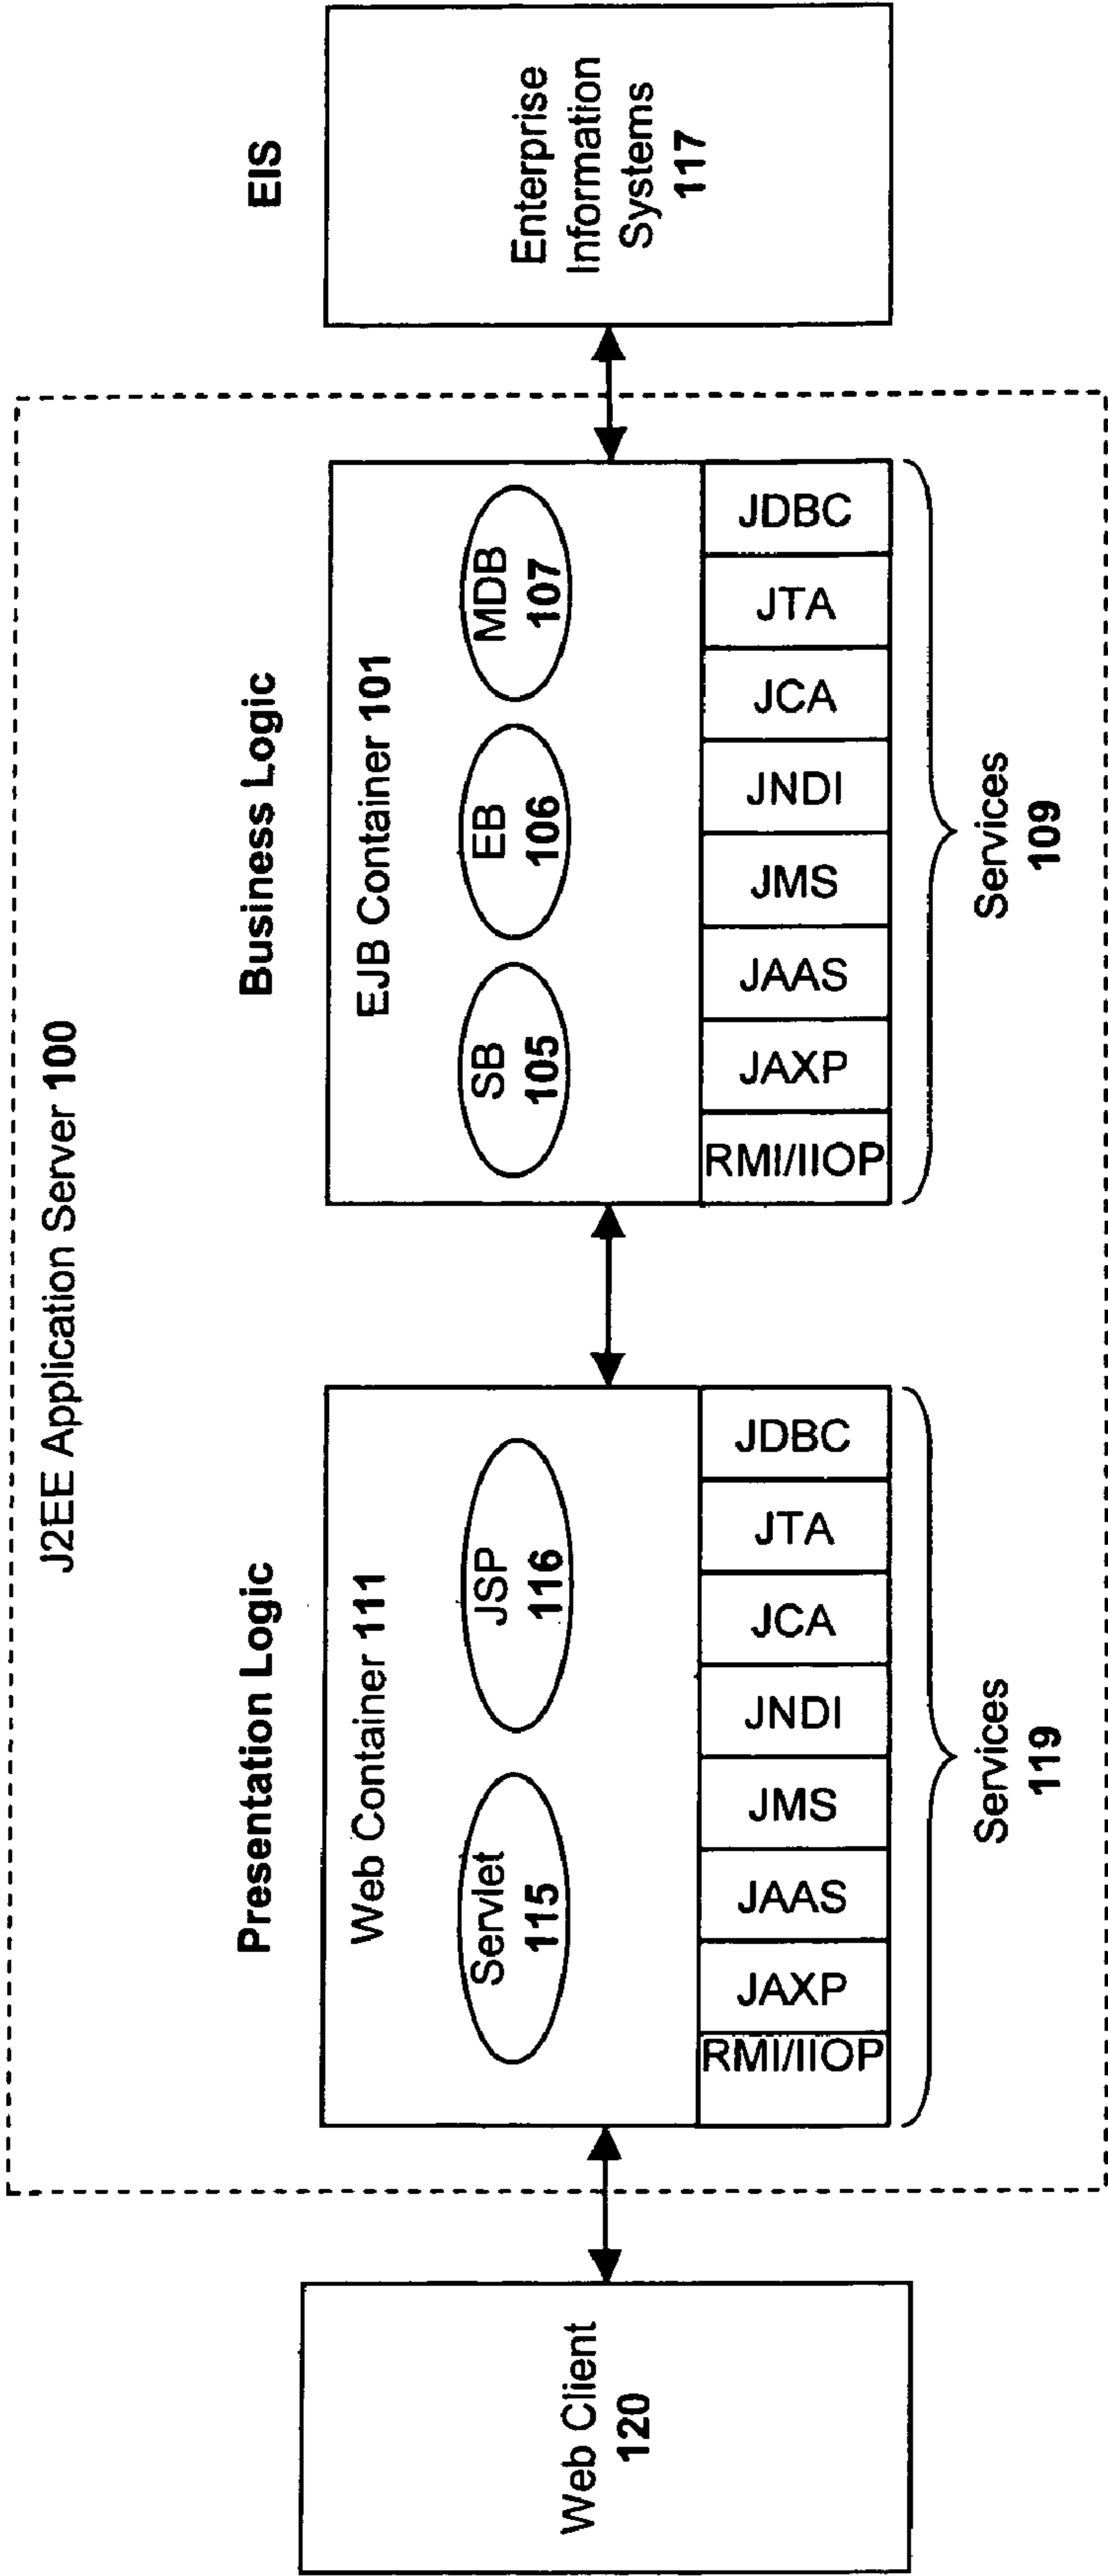 J2EE Application Server 100
Presentation Logic
Business Logic
EIS
Web Client
120
Web Container 111
Servlet
115
JSP
116
RMI/IIOP
JAXP
JAAS
JMS
JNDI
JCA
JTA
JDBC
Services
119
EJB Container 101
SB
105
EB
106
MDB
107
RMI/IIOP
JAXP
JAAS
JMS
JNDI
JCA
JTA
JDBC
Services
109
Enterprise
Information
Systems
117